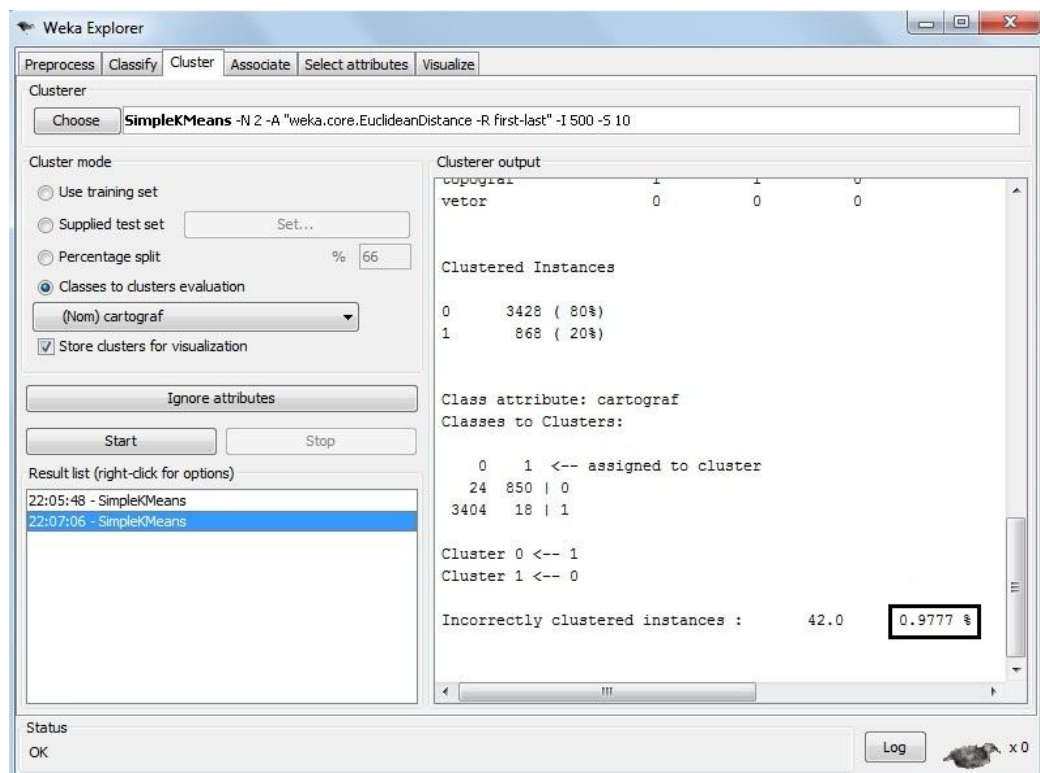 Weka Explorer
Preprocess Classify Cluster Associate Select attributes Visualize
Clusterer
Choose SimpleKMeans -N 2 -A "weka.core.EuclideanDistance -R first-last" -I 500 -S 10
Cluster mode
Use training set
Supplied test set Set...
Percentage split % 66
Classes to clusters evaluation
(Nom) cartograf
Store clusters for visualization
Ignore attributes
Start Stop
Result list (right-click for options)
22:05:48 - SimpleKMeans
22:07:06 - SimpleKMeans
Clusterer output
topograf 1 1 0
vetor 0 0 0
Clustered Instances
0 3428 ( 80%)
1 868 ( 20%)
Class attribute: cartograf
Classes to Clusters:
0 1 <-- assigned to cluster
24 850 | 0
3404 18 | 1
Cluster 0 <-- 1
Cluster 1 <-- 0
Incorrectly clustered instances : 42.0 0.9777 %
Status
OK
Log x 0